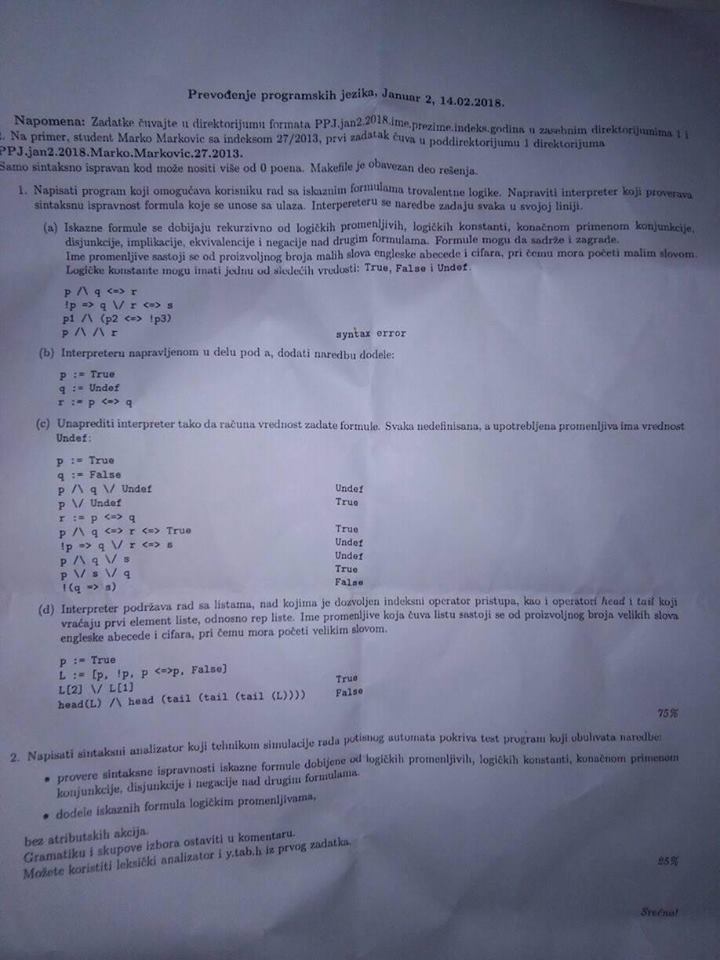 Prevođenje programskih jezika, Januar 2, 14.02.2018.
Napomena: Zadatke čuvajte u direktorijumu formata PPJ.jan2.2018.ime.prezime.indeks.godina u zasebnim direktorijunima 1 i
2. Na primer, student Marko Markovic sa indeksom 27/2013, prvi zadatak čuva u poddirektorijumu 1 direktorijuma
PPJ.jan2.2018.Marko.Markovic.27.2013.
Samo sintaksno ispravan kod može nositi više od 0 poena. Makefile je obavezan deo rešenja.
1. Napisati program koji omogućava korisniku rad sa iskaznim formulama trovalentne logike. Napraviti interpreter koji proverava
sintaksnu ispravnost formula koje se unose sa ulaza. Interpereteru se naredbe zadaju svaka u svojoj liniji.
(a) Iskazne formule se dobijaju rekurzivno od logičkih promenljivih, logičkih konstanti, konačnom primenom konjunkcije,
disjunkcije, implikacije, ekvivalencije i negacije nad drugim formulama. Formule mogu da sadrže i zagrade.
Ime promenljive sastoji se od proizvoljnog broja malih slova engleske abecede i cifara, pri čemu mora početi malim slovom.
Logičke konstante mogu imati jednu od sledećih vredosti: True, False i Undef.
p /\ q <=> r
!p => q \/ r <=> s
p1 /\ (p2 <=> !p3)
p /\ /\ r syntax error
(b) Interpreteru napravljenom u delu pod a, dodati naredbu dodele:
p := True
q := Undef
r := p <=> q
(c) Unaprediti interpreter tako da računa vrednost zadate formule. Svaka nedefinisana, a upotrebljena promenljiva ima vrednost
Undef:
p := True
q := False
p /\ q \/ Undef Undef
p \/ Undef True
r := p <=> q
p /\ q <=> r <=> True True
!p => q \/ r <=> s Undef
p /\ q \/ s Undef
p \/ s \/ q True
!(q => s) False
(d) Interpreter podržava rad sa listama, nad kojima je dozvoljen indeksni operator pristupa, kao i operatori head i tail koji
vraćaju prvi element liste, odnosno rep liste. Ime promenljive koja čuva listu sastoji se od proizvoljnog broja velikih slova
engleske abecede i cifara, pri čemu mora početi velikim slovom.
p := True
L := [p, !p, p <=>p, False]
L[2] \/ L[1] True
head(L) /\ head (tail (tail (tail (L)))) False
75%
2. Napisati sintaksni analizator koji tehnikom simulacije rada potisnog automata pokriva test program koji obuhvata naredbe:
• provere sintaksne ispravnosti iskazne formule dobijene od logičkih promenljivih, logičkih konstanti, konačnom primenom
konjunkcije, disjunkcije i negacije nad drugim formulama.
• dodele iskaznih formula logičkim promenljivama,
bez atributskih akcija.
Gramatiku i skupove izbora ostaviti u komentaru.
Možete koristiti leksički analizator i y.tab.h iz prvog zadatka.
25%
Srećno!